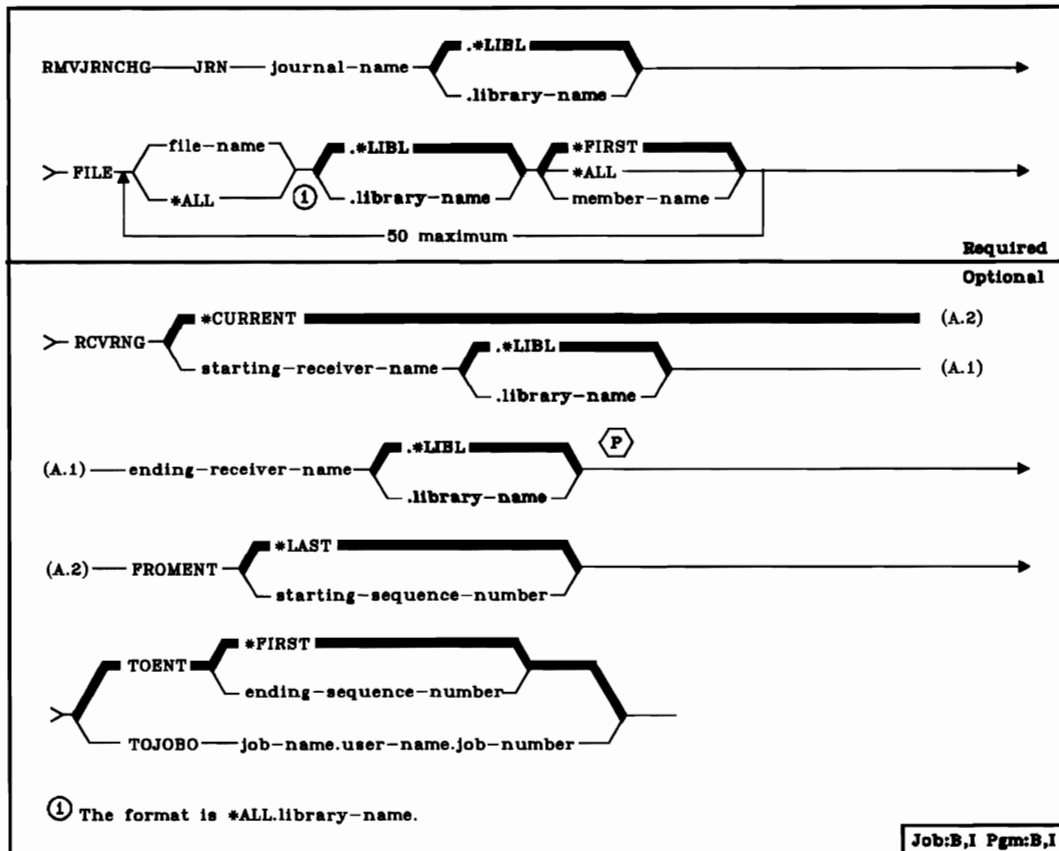 .*LIBL
RMVJRNCHG JRN journal-name
.library-name
file-name .*LIBL *FIRST
FILE *ALL
*ALL ① .library-name member-name
50 maximum
Required
Optional
*CURRENT (A.2)
RCVRNG .*LIBL
starting-receiver-name (A.1)
.library-name
.*LIBL P
(A.1) ending-receiver-name
.library-name
*LAST
(A.2) FROMENT
starting-sequence-number
*FIRST
TOENT
ending-sequence-number
TOJOBO job-name.user-name.job-number
① The format is *ALL.library-name.
Job:B,I Pgm:B,I